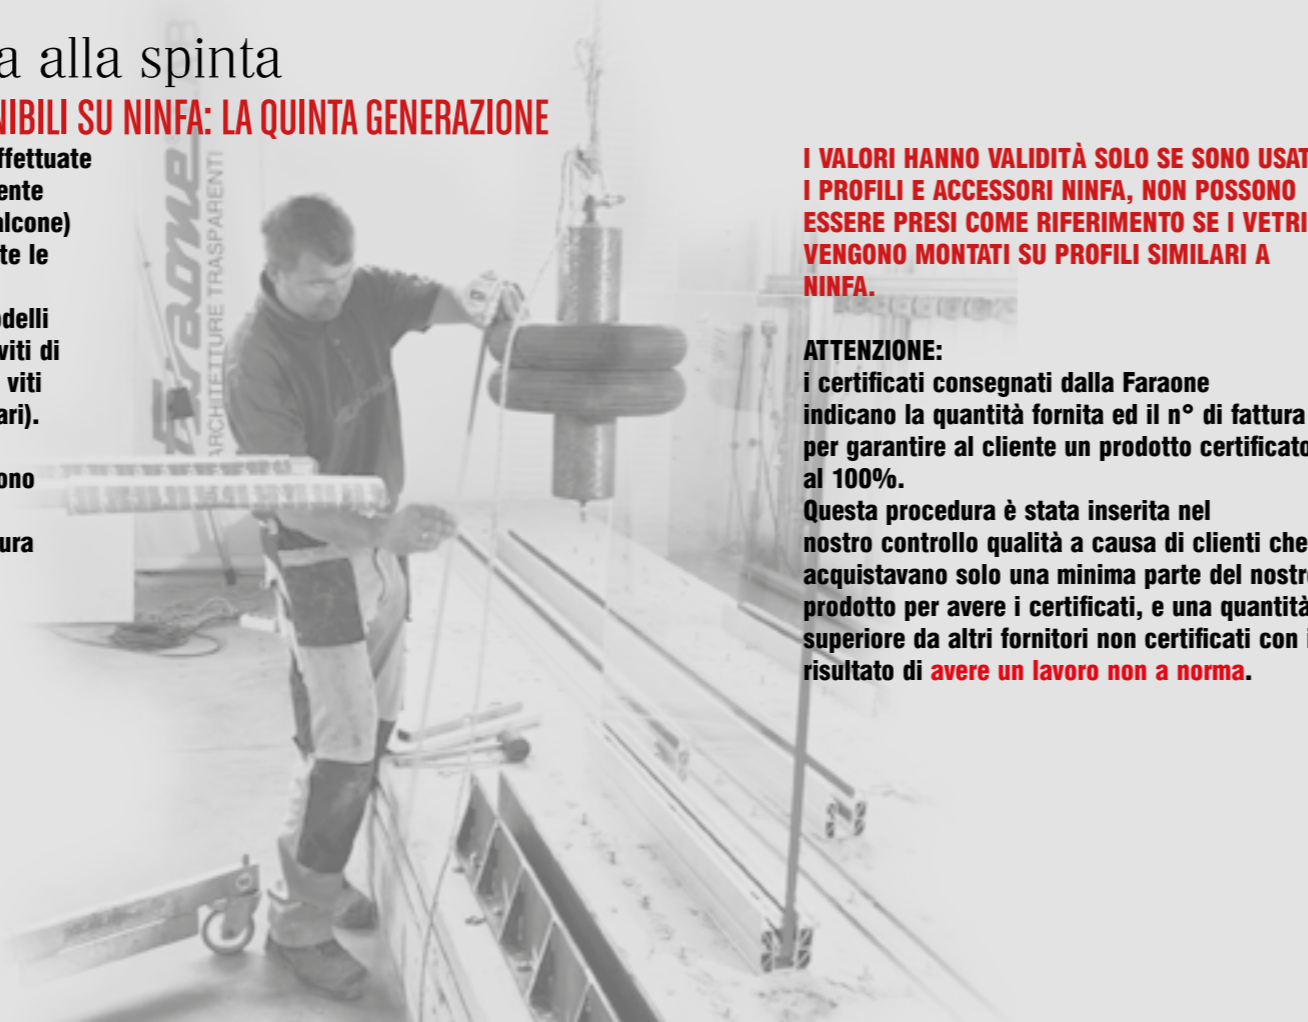 a alla spinta
NIBILI SU NINFA: LA QUINTA GENERAZIONE
ffettuate
ente
alcone)
te le
odelli
viti di
viti
ari).
ono
ura
Faraone
ARCHITETTURE TRASPARENTI
I VALORI HANNO VALIDITÀ SOLO SE SONO USAT
I PROFILI E ACCESSORI NINFA, NON POSSONO
ESSERE PRESI COME RIFERIMENTO SE I VETRI
VENGONO MONTATI SU PROFILI SIMILARI A
NINFA.
ATTENZIONE:
i certificati consegnati dalla Faraone
indicano la quantità fornita ed il n° di fattura
per garantire al cliente un prodotto certificato
al 100%.
Questa procedura è stata inserita nel
nostro controllo qualità a causa di clienti che
acquistavano solo una minima parte del nostro
prodotto per avere i certificati, e una quantità
superiore da altri fornitori non certificati con i
risultato di avere un lavoro non a norma.